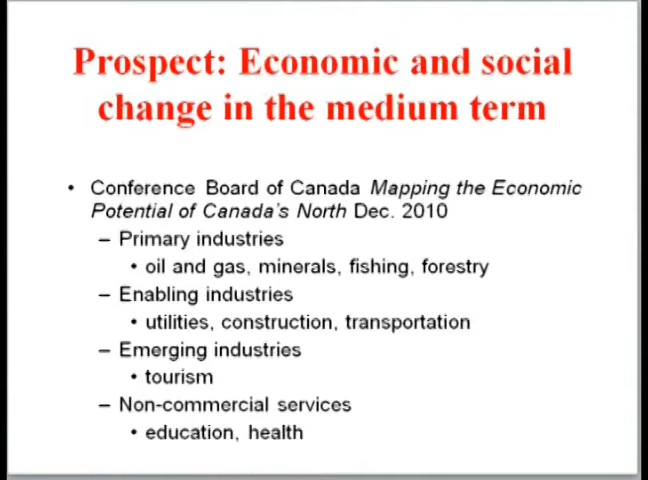 Prospect: Economic and social
change in the medium term
• Conference Board of Canada Mapping the Economic
Potential of Canada's North Dec. 2010
– Primary industries
• oil and gas, minerals, fishing, forestry
– Enabling industries
• utilities, construction, transportation
– Emerging industries
• tourism
– Non-commercial services
• education, health